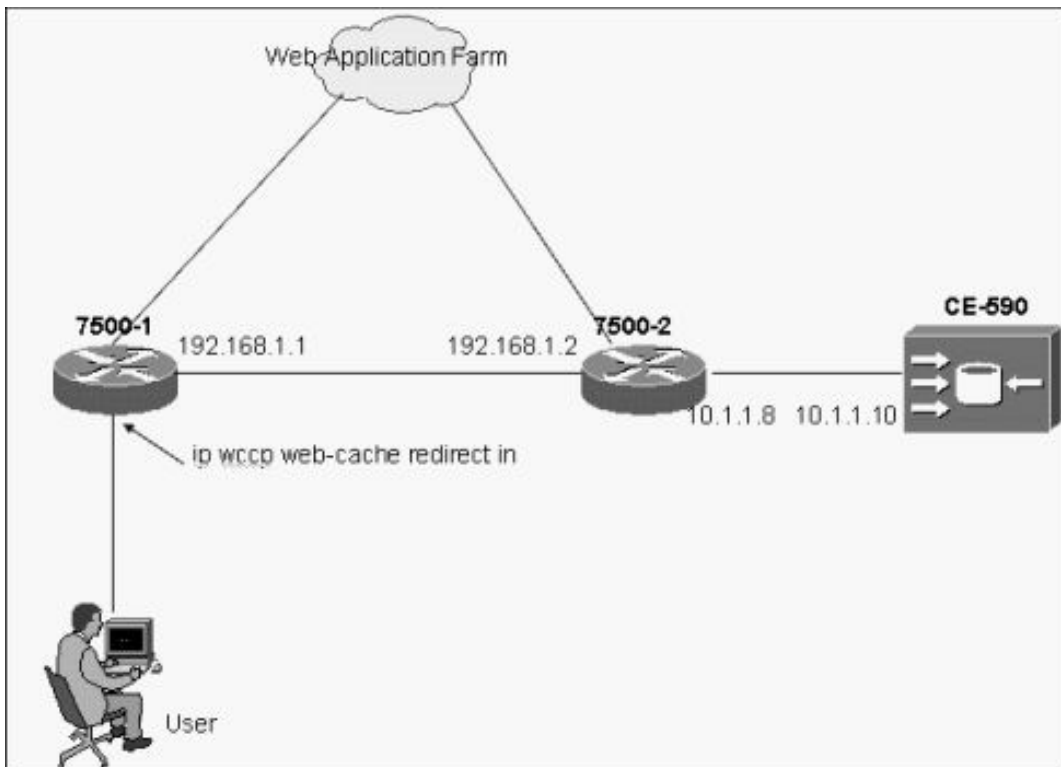 Web Application Farm
7500-1
7500-2
CE-590
192.168.1.1
192.168.1.2
10.1.1.8
10.1.1.10
ip wccp web-cache redirect in
User